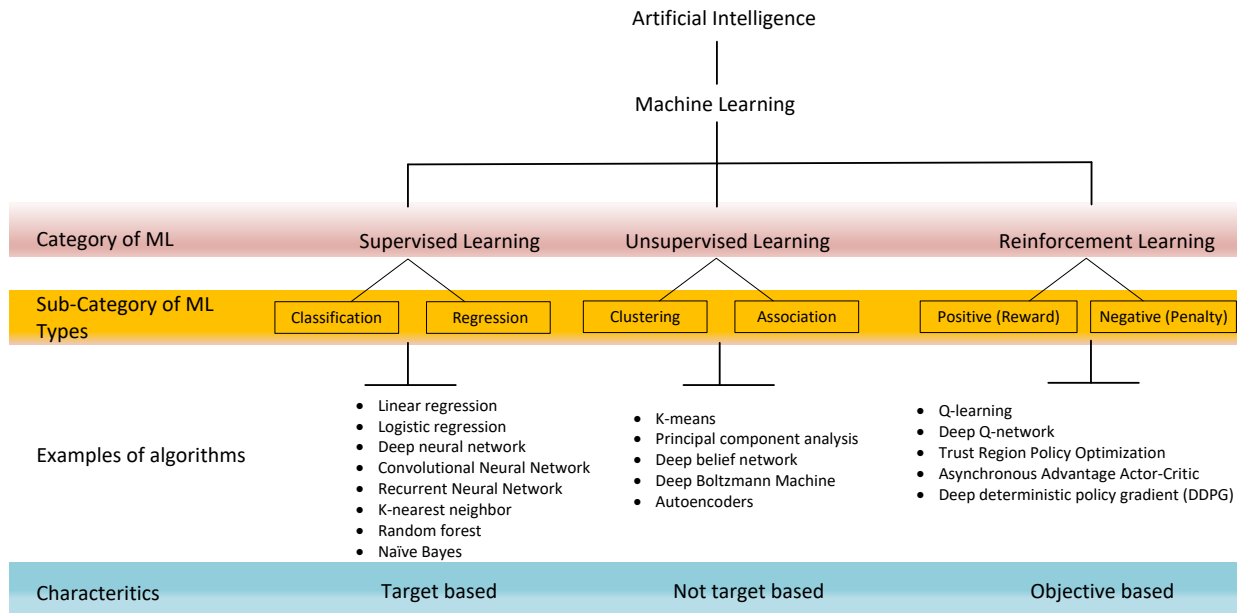 Artificial Intelligence
Machine Learning
Category of ML
Supervised Learning
Unsupervised Learning
Reinforcement Learning
Sub-Category of ML
Types
Classification
Regression
Clustering
Association
Positive (Reward)
Negative (Penalty)
Examples of algorithms
• Linear regression
• Logistic regression
• Deep neural network
• Convolutional Neural Network
• Recurrent Neural Network
• K-nearest neighbor
• Random forest
• Naïve Bayes
• K-means
• Principal component analysis
• Deep belief network
• Deep Boltzmann Machine
• Autoencoders
• Q-learning
• Deep Q-network
• Trust Region Policy Optimization
• Asynchronous Advantage Actor-Critic
• Deep deterministic policy gradient (DDPG)
Characteritics
Target based
Not target based
Objective based